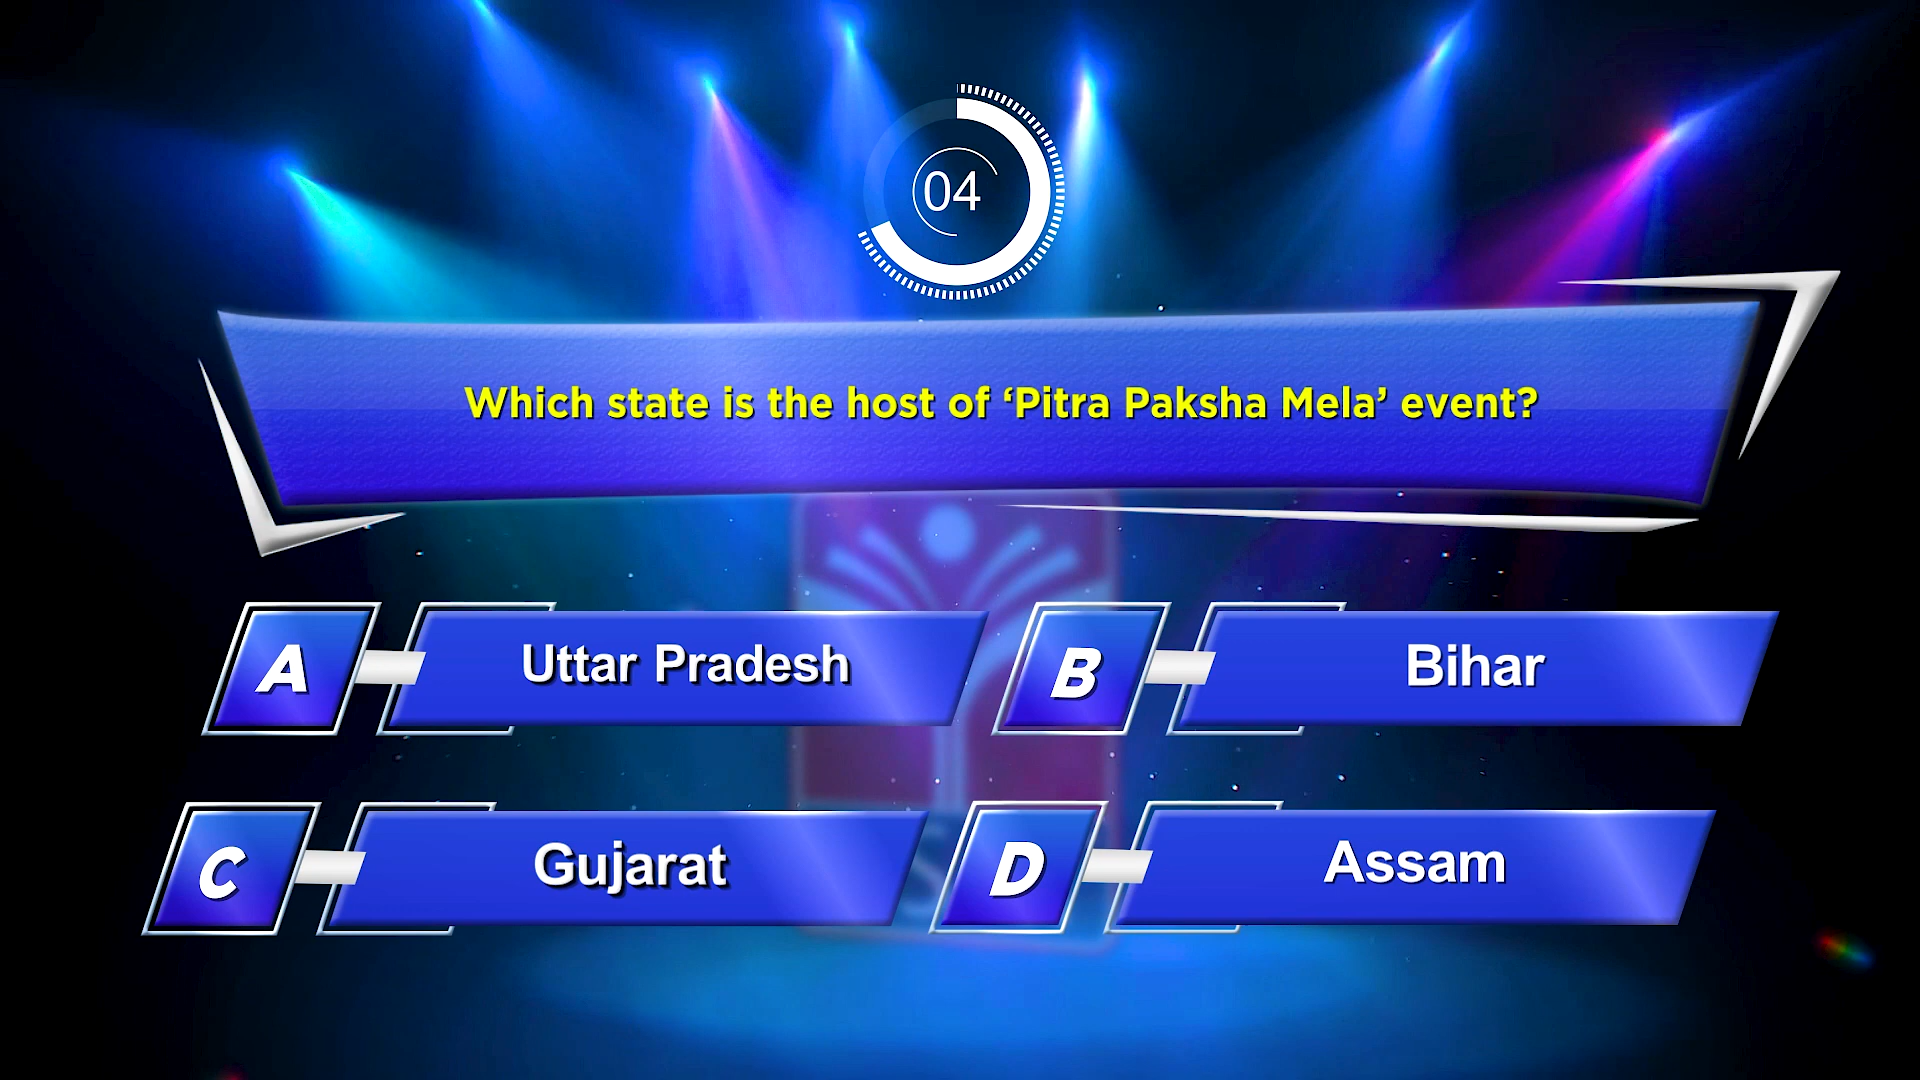 04
Which state is the host of ‘Pitra Paksha Mela’ event?
A Uttar Pradesh
B Bihar
C Gujarat
D Assam